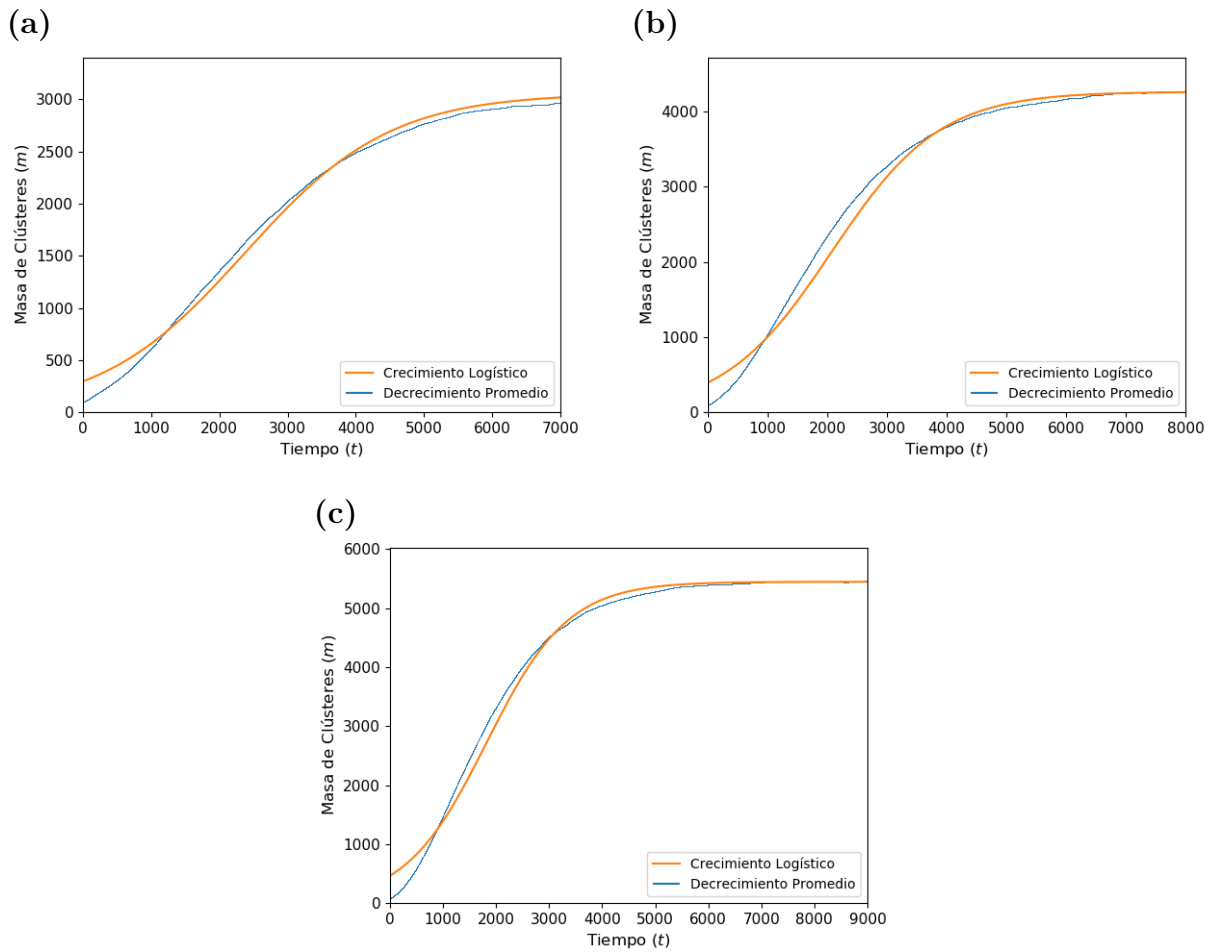 (a)
3000
2500
2000
1500
1000
500
0
Masa de Clústeres (m)
Crecimiento Logístico
Decrecimiento Promedio
0 1000 2000 3000 4000 5000 6000 7000
Tiempo (t)
(b)
4000
3000
2000
1000
0
Masa de Clústeres (m)
Crecimiento Logístico
Decrecimiento Promedio
0 1000 2000 3000 4000 5000 6000 7000 8000
Tiempo (t)
(c)
6000
5000
4000
3000
2000
1000
0
Masa de Clústeres (m)
Crecimiento Logístico
Decrecimiento Promedio
0 1000 2000 3000 4000 5000 6000 7000 8000 9000
Tiempo (t)